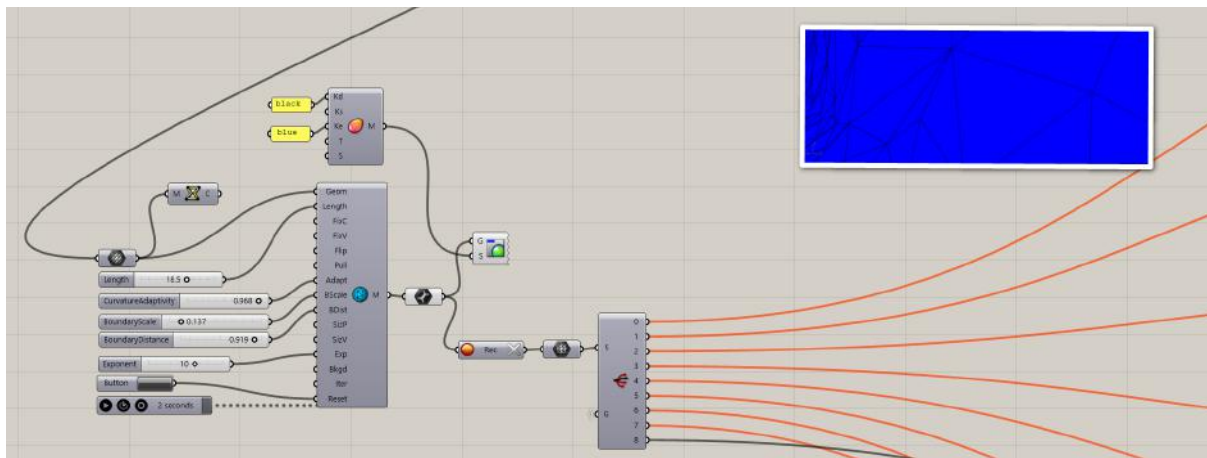 black
blue
Kd
Ks
Ke
T
S
M
M
C
Geom
Length
FixC
FixV
Flip
Pull
Adapt
BScale
BDist
SizP
SizV
Exp
Bkgd
Iter
Reset
M
Length 18.5
CurvatureAdaptivity 0.968
BoundaryScale 0.137
BoundaryDistance 0.919
Exponent 10
Button
2 seconds
G
S
Rec
S
G
0
1
2
3
4
5
6
7
8